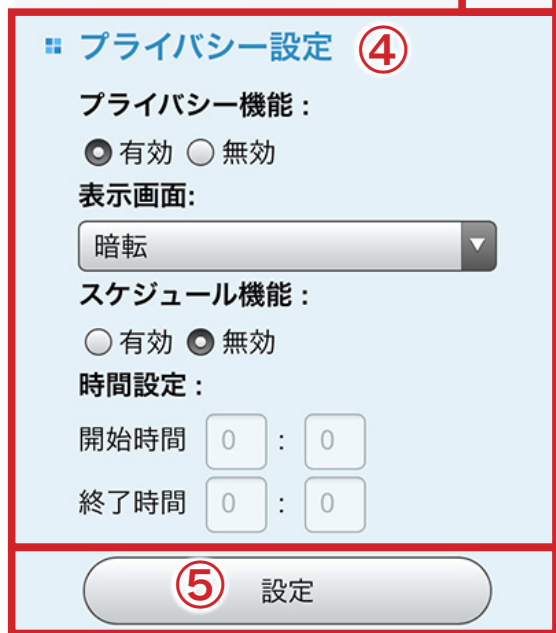 プライバシー設定 ④
プライバシー機能 :
有効 無効
表示画面:
暗転
スケジュール機能 :
有効 無効
時間設定 :
開始時間 0 : 0
終了時間 0 : 0
⑤ 設定